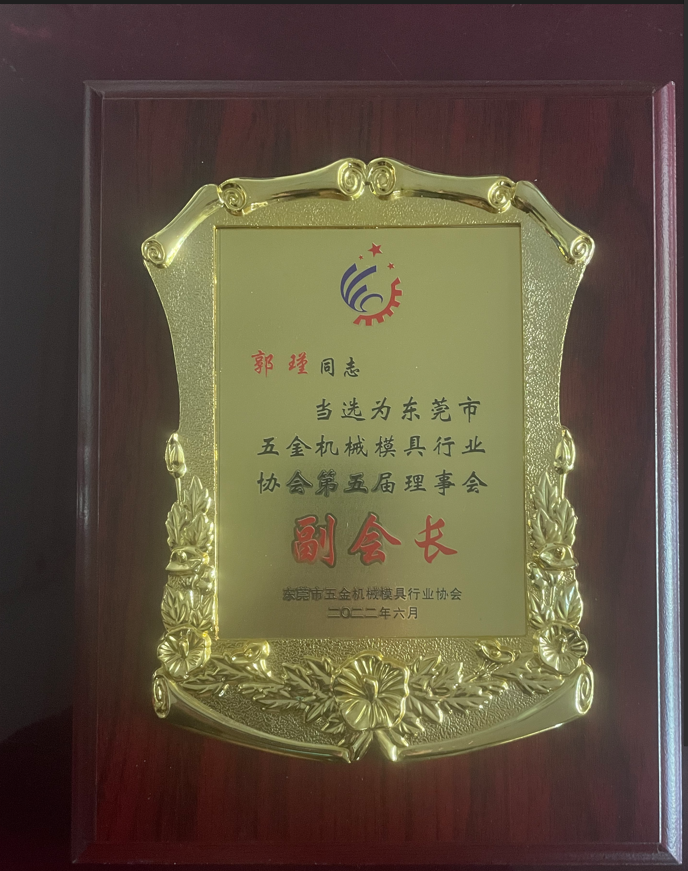 郭瑾同志
当选为东莞市
五金机械模具行业
协会第五届理事会
副会长
东莞市五金机械模具行业协会
二〇二二年六月